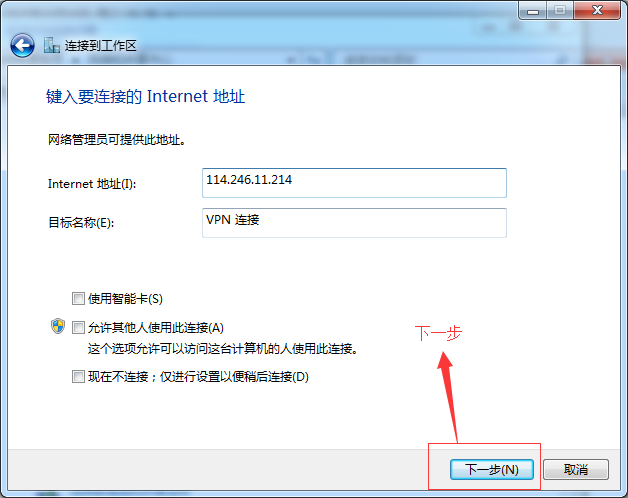 连接到工作区
键入要连接的 Internet 地址
网络管理员可提供此地址。
Internet 地址(I):
114.246.11.214
目标名称(E):
VPN 连接
使用智能卡(S)
允许其他人使用此连接(A)
这个选项允许可以访问这台计算机的人使用此连接。
现在不连接；仅进行设置以便稍后连接(D)
下一步
下一步(N)
取消